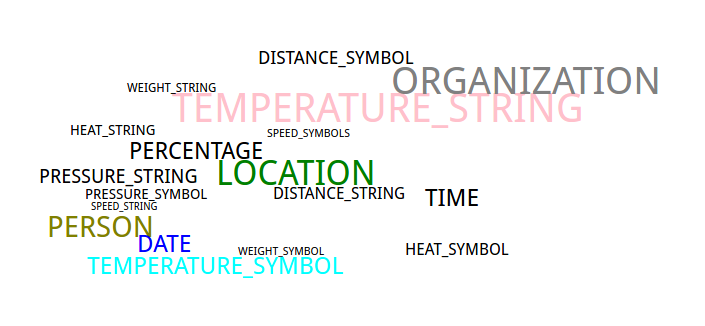 DISTANCE_SYMBOL
ORGANIZATION
WEIGHT_STRING
TEMPERATURE_STRING
HEAT_STRING
SPEED_SYMBOLS
PERCENTAGE
LOCATION
PRESSURE_STRING
PRESSURE_SYMBOL
DISTANCE_STRING
TIME
SPEED_STRING
PERSON
DATE
WEIGHT_SYMBOL
HEAT_SYMBOL
TEMPERATURE_SYMBOL